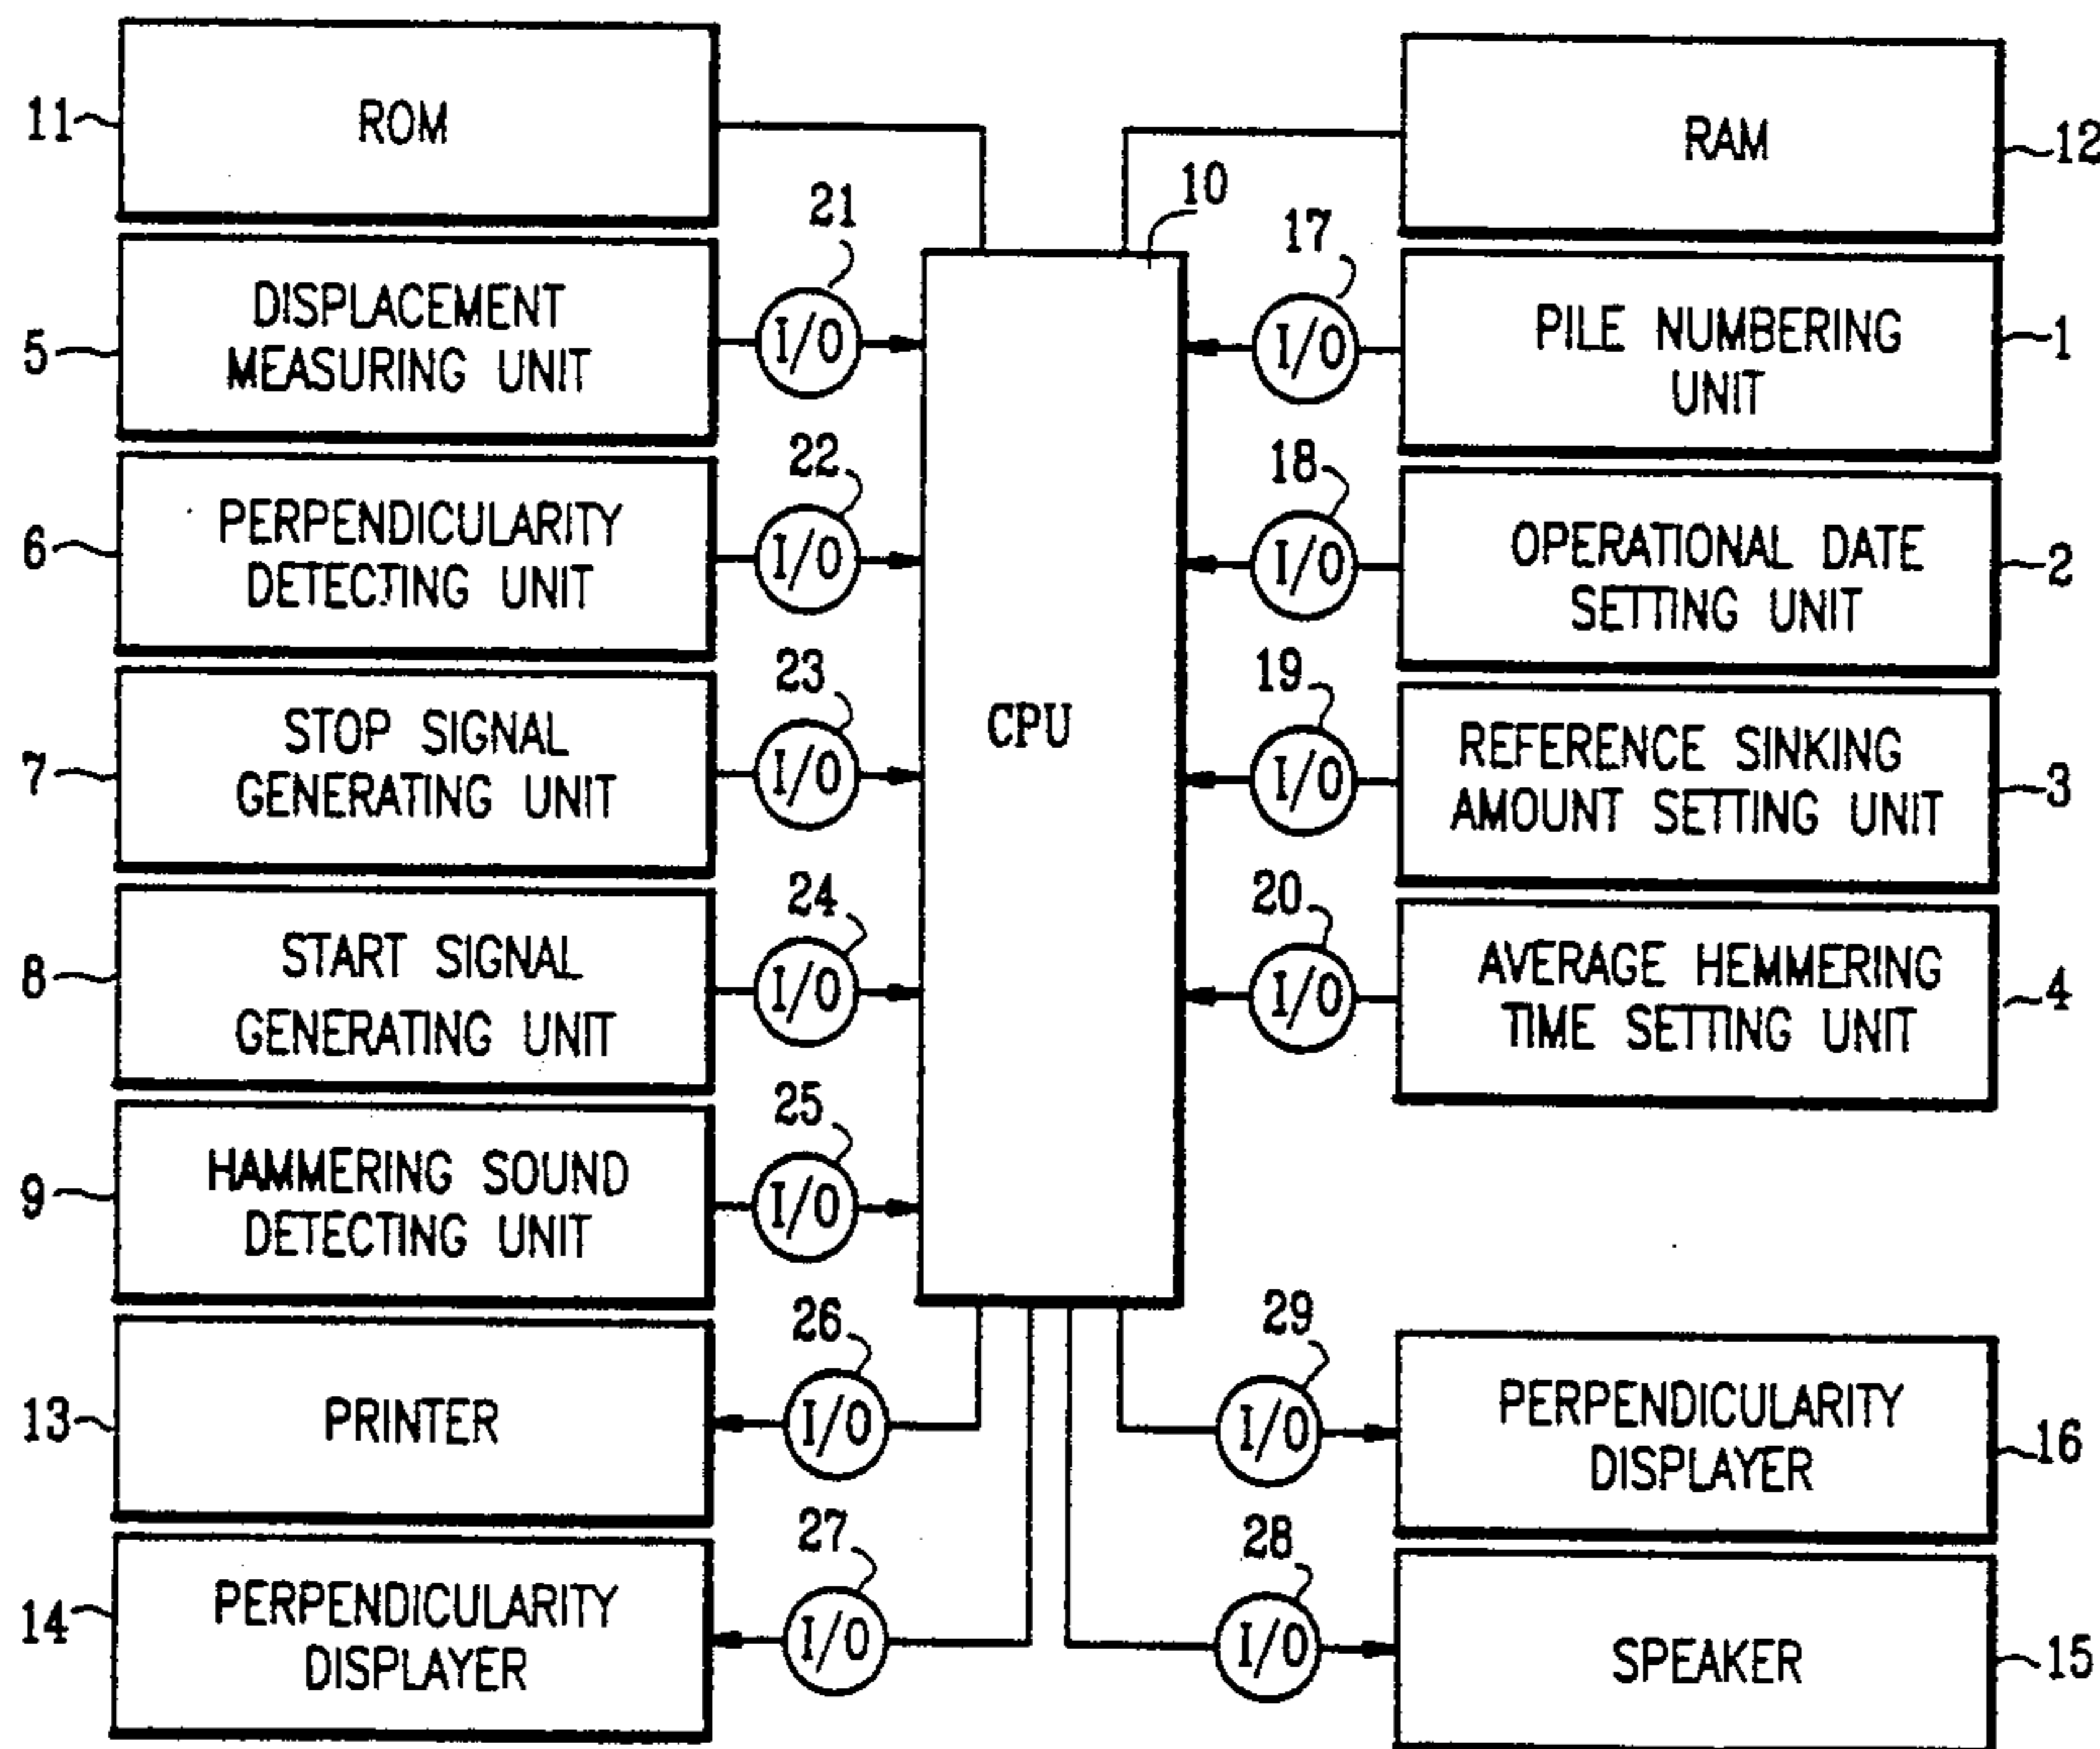 11
ROM
RAM
12
10
21
17
5
DISPLACEMENT
MEASURING UNIT
I/O
CPU
I/O
PILE NUMBERING
UNIT
1
22
18
6
PERPENDICULARITY
DETECTING UNIT
I/O
I/O
OPERATIONAL DATE
SETTING UNIT
2
23
19
7
STOP SIGNAL
GENERATING UNIT
I/O
I/O
REFERENCE SINKING
AMOUNT SETTING UNIT
3
24
20
8
START SIGNAL
GENERATING UNIT
I/O
I/O
AVERAGE HEMMERING
TIME SETTING UNIT
4
25
9
HAMMERING SOUND
DETECTING UNIT
I/O
26
29
13
PRINTER
I/O
I/O
PERPENDICULARITY
DISPLAYER
16
27
28
14
PERPENDICULARITY
DISPLAYER
I/O
I/O
SPEAKER
15